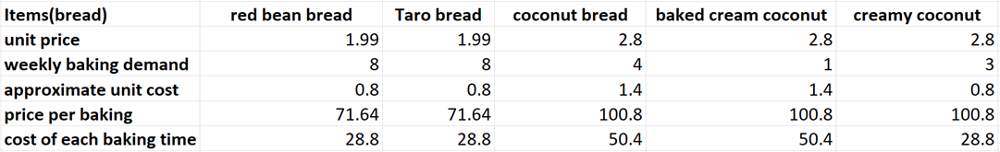 Items(bread) red bean bread Taro bread coconut bread baked cream coconut creamy coconut
unit price 1.99 1.99 2.8 2.8 2.8
weekly baking demand 8 8 4 1 3
approximate unit cost 0.8 0.8 1.4 1.4 0.8
price per baking 71.64 71.64 100.8 100.8 100.8
cost of each baking time 28.8 28.8 50.4 50.4 28.8